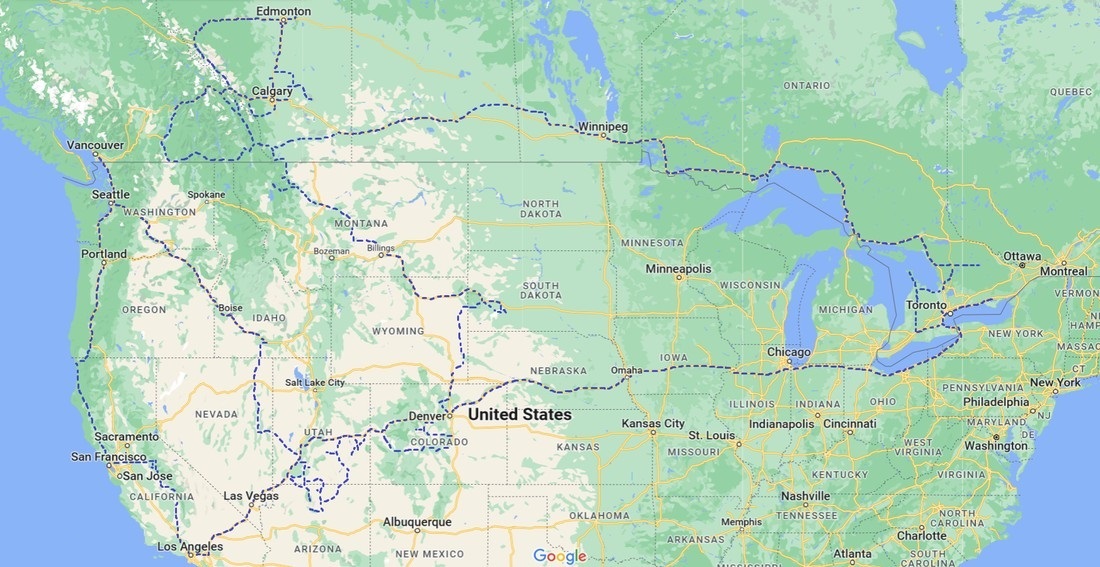 Edmonton
Calgary
ONTARIO
QUEBEC
Winnipeg
Vancouver
Seattle
Spokane
WASHINGTON
NORTH
DAKOTA
MONTANA
Bozeman
Billings
MINNESOTA
Portland
Ottawa
Montreal
Minneapolis
OREGON
SOUTH
DAKOTA
WISCONSIN
VERMON
Boise
IDAHO
MICHIGAN
Toronto
WYOMING
NEW YORK
NEW
HAMP
MASSAC
Chicago
IOWA
CT
RI
Salt Lake City
NEBRASKA
Omaha
PENNSYLVANIA
New York
NEVADA
Denver
United States
ILLINOIS
INDIANA
OHIO
Philadelphia
NJ
Indianapolis
Cincinnati
MARYLAND
Kansas City
St. Louis
DE
Sacramento
UTAH
COLORADO
KANSAS
MISSOURI
WEST
VIRGINIA
Washington
San Francisco
San Jose
CALIFORNIA
KENTUCKY
VIRGINIA
Las Vegas
Nashville
TENNESSEE
Albuquerque
OKLAHOMA
Memphis
NORTH
CAROLINA
Charlotte
Los Angeles
ARIZONA
NEW MEXICO
Google
ARKANSAS
Atlanta
SOUTH
CAROLINA
MISSISSIPPI